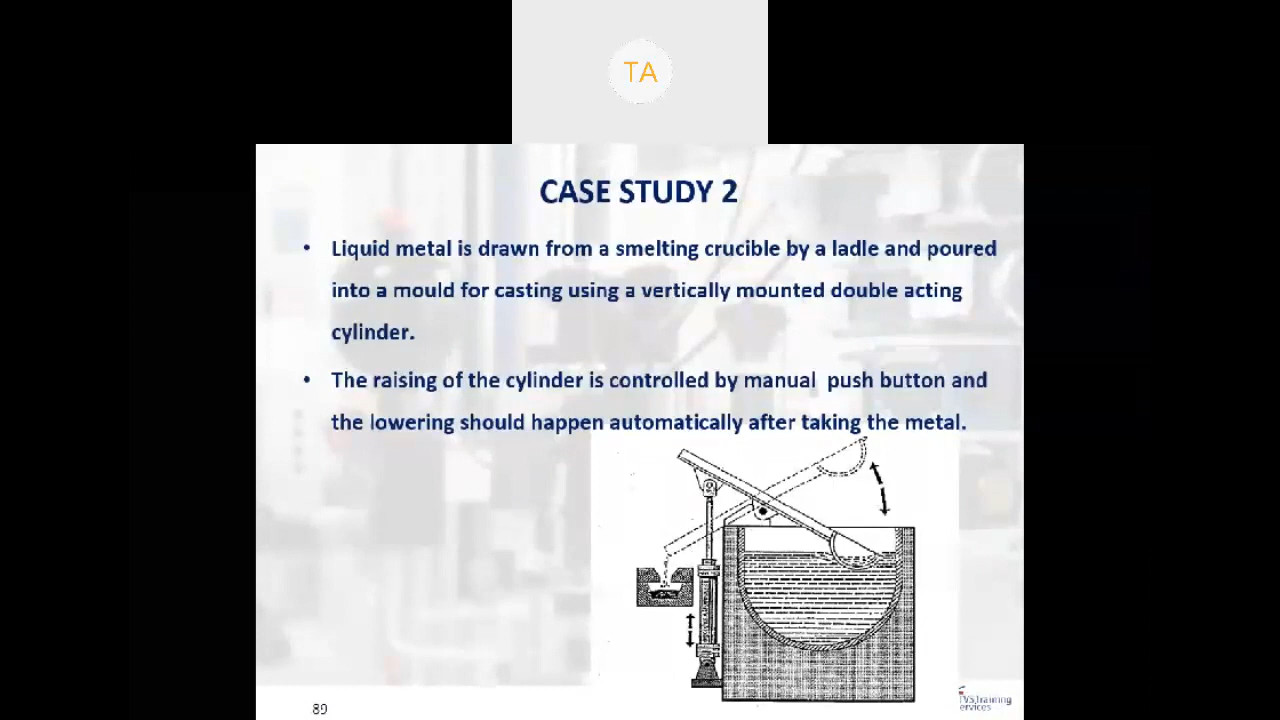 TA
CASE STUDY 2
• Liquid metal is drawn from a smelting crucible by a ladle and poured
into a mould for casting using a vertically mounted double acting
cylinder.
• The raising of the cylinder is controlled by manual push button and
the lowering should happen automatically after taking the metal.
TVS Training
ervices
89